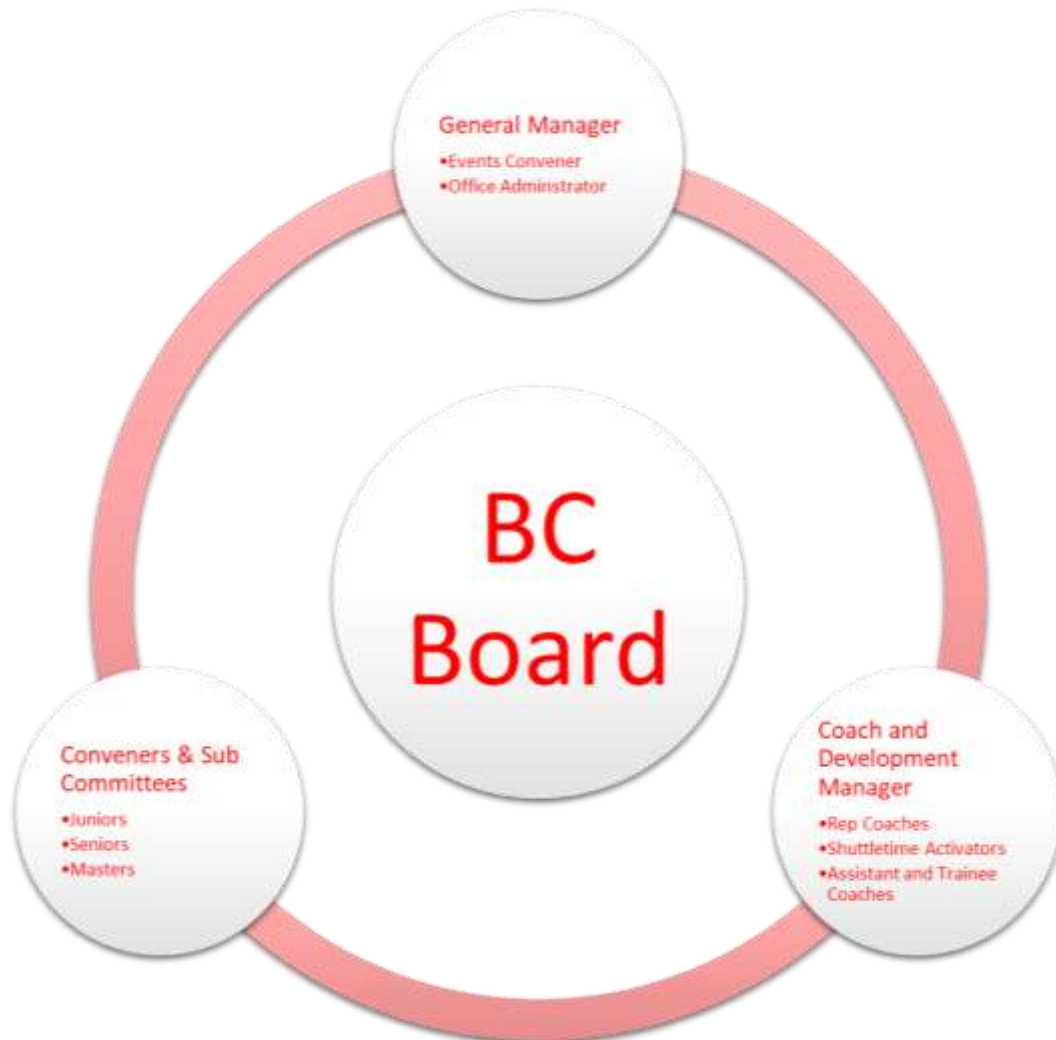 General Manager
•Events Convener
•Office Adminstrator
BC
Board
Conveners & Sub
Committees
•Juniors
•Seniors
•Masters
Coach and
Development
Manager
•Rep Coaches
•Shuttletime Activators
•Assistant and Trainee
Coaches